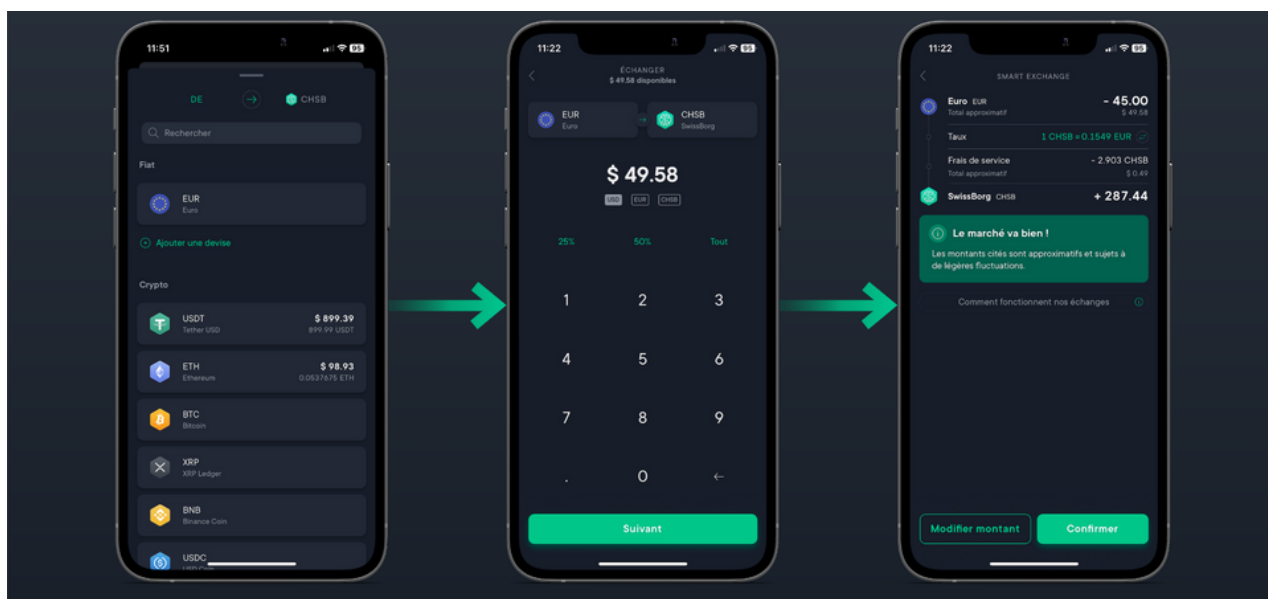 11:51
95
DE
CHSB
Rechercher
Fiat
EUR
Euro
Ajouter une devise
Crypto
USDT
$ 899.39
Tether USD
899.99 USDT
ETH
$ 98.93
Ethereum
0.0537675 ETH
BTC
Bitcoin
XRP
XRP Ledger
BNB
Binance Coin
USDC
USD Coin
11:22
95
ÉCHANGER
$ 49.58 disponibles
EUR
Euro
CHSB
SwissBorg
$ 49.58
USD EUR CHSB
25% 50% Tout
1 2 3
4 5 6
7 8 9
. 0 ←
Suivant
11:22
95
SMART EXCHANGE
Euro EUR - 45.00
Total approximatif $ 49.58
Taux 1 CHSB = 0.1549 EUR
Frais de service - 2.903 CHSB
Total approximatif $ 0.49
SwissBorg CHSB + 287.44
Le marché va bien !
Les montants cités sont approximatifs et sujets à
de légères fluctuations.
Comment fonctionnent nos échanges
Modifier montant
Confirmer